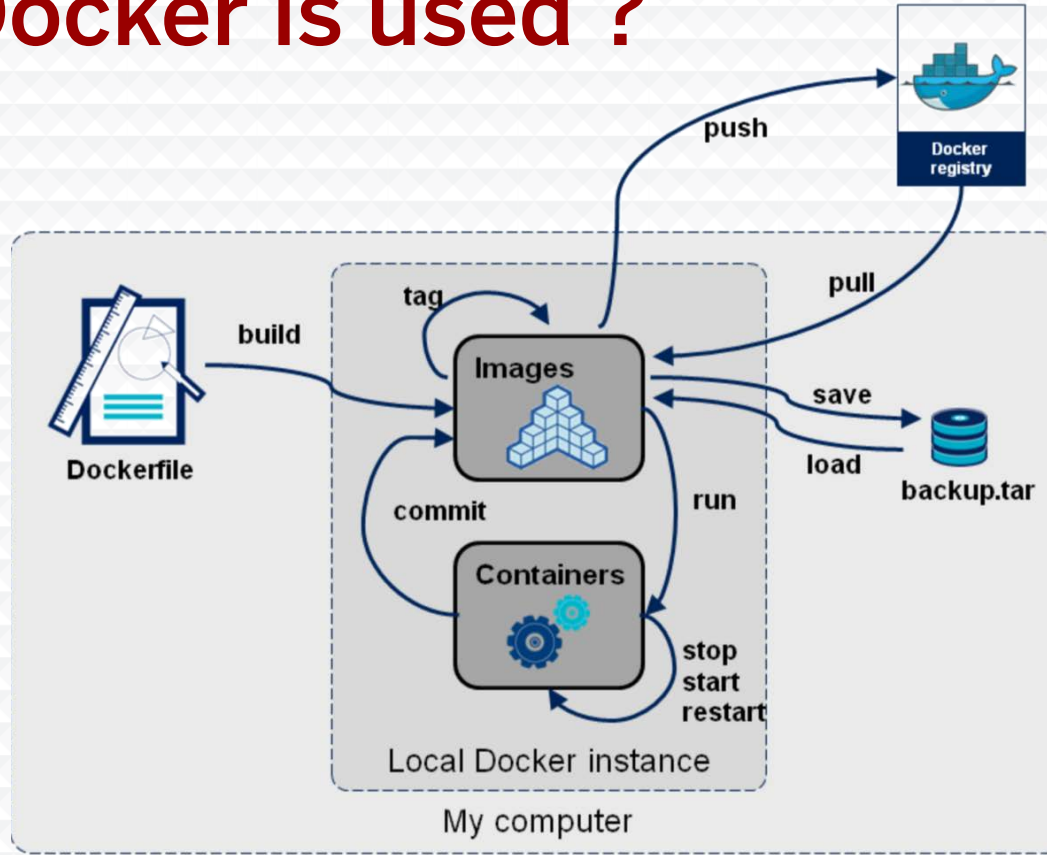 Docker is used ?
push
Docker
registry
pull
tag
build
Images
save
load
backup.tar
Dockerfile
commit
run
Containers
stop
start
restart
Local Docker instance
My computer